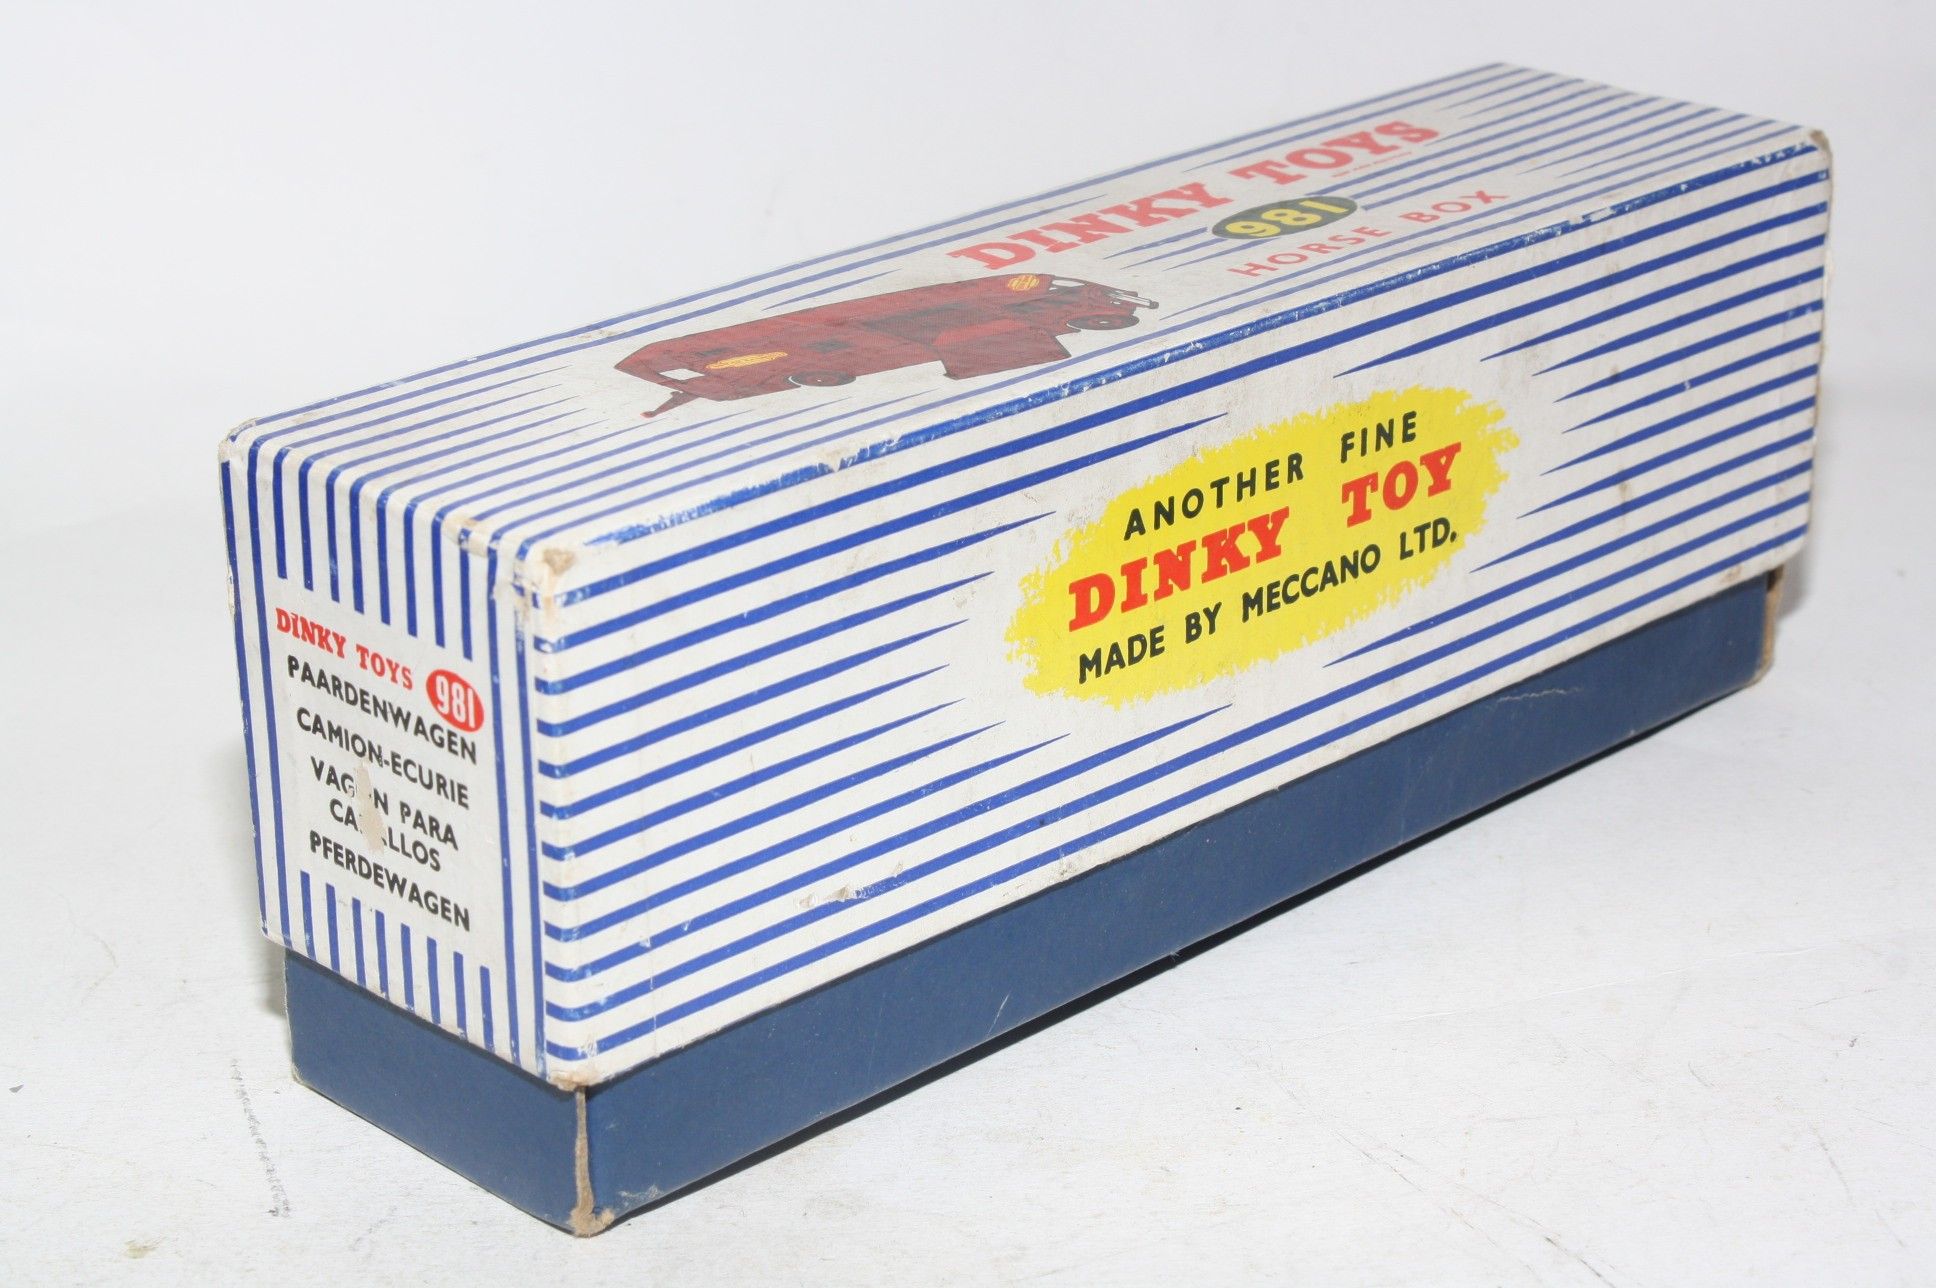 DINKY TOYS
981
HORSE BOX
ANOTHER FINE
DINKY TOY
MADE BY MECCANO LTD.
DINKY TOYS 981
PAARDENWAGEN
CAMION-ECURIE
PARA
PFERDEWAGEN